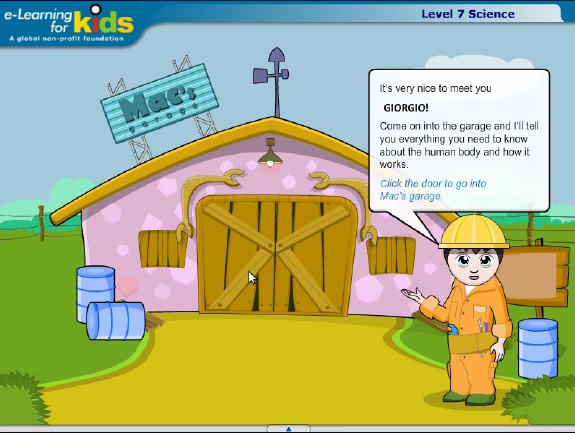 e-Learning
for kids
A global non-profit foundation
Level 7 Science
Mac's
garage
It's very nice to meet you
GIORGIO!
Come on into the garage and I'll tell
you everything you need to know
about the human body and how it
works.
Click the door to go into
Mac's garage.